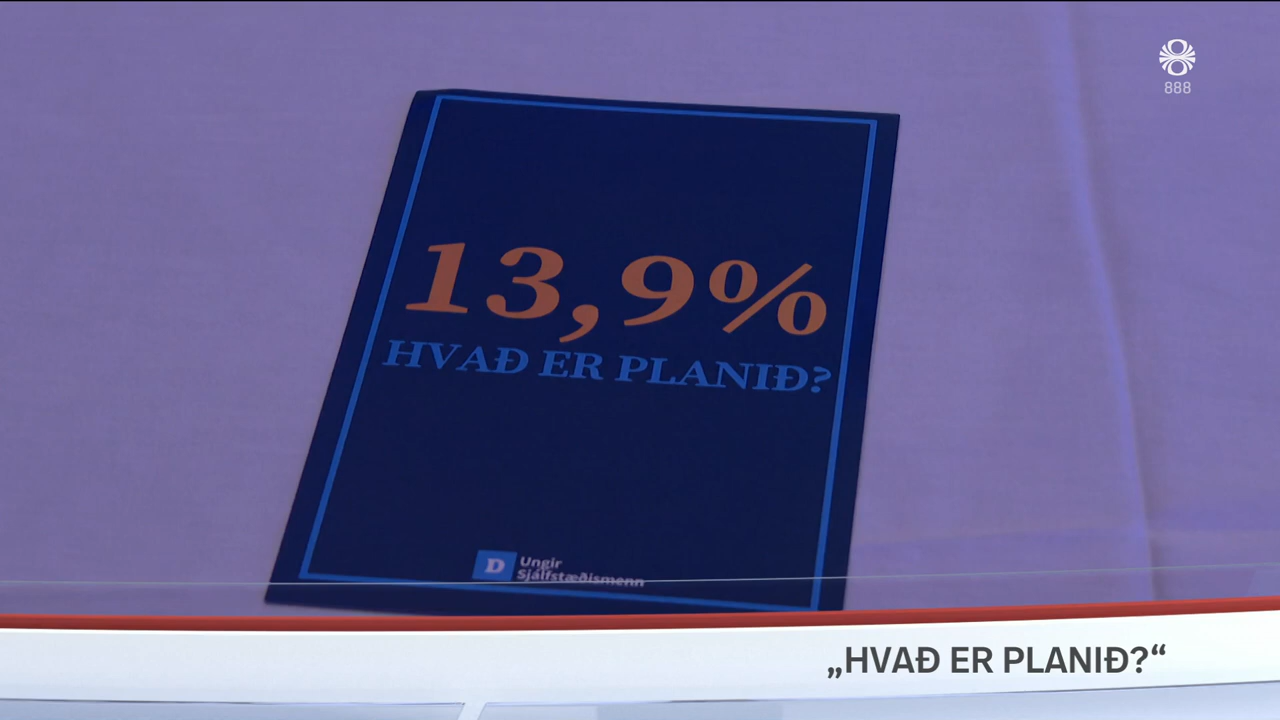 888
13,9%
HVAÐ ER PLANIÐ?
D
Ungir
Sjálfstæðismenn
„HVAÐ ER PLANIÐ?“